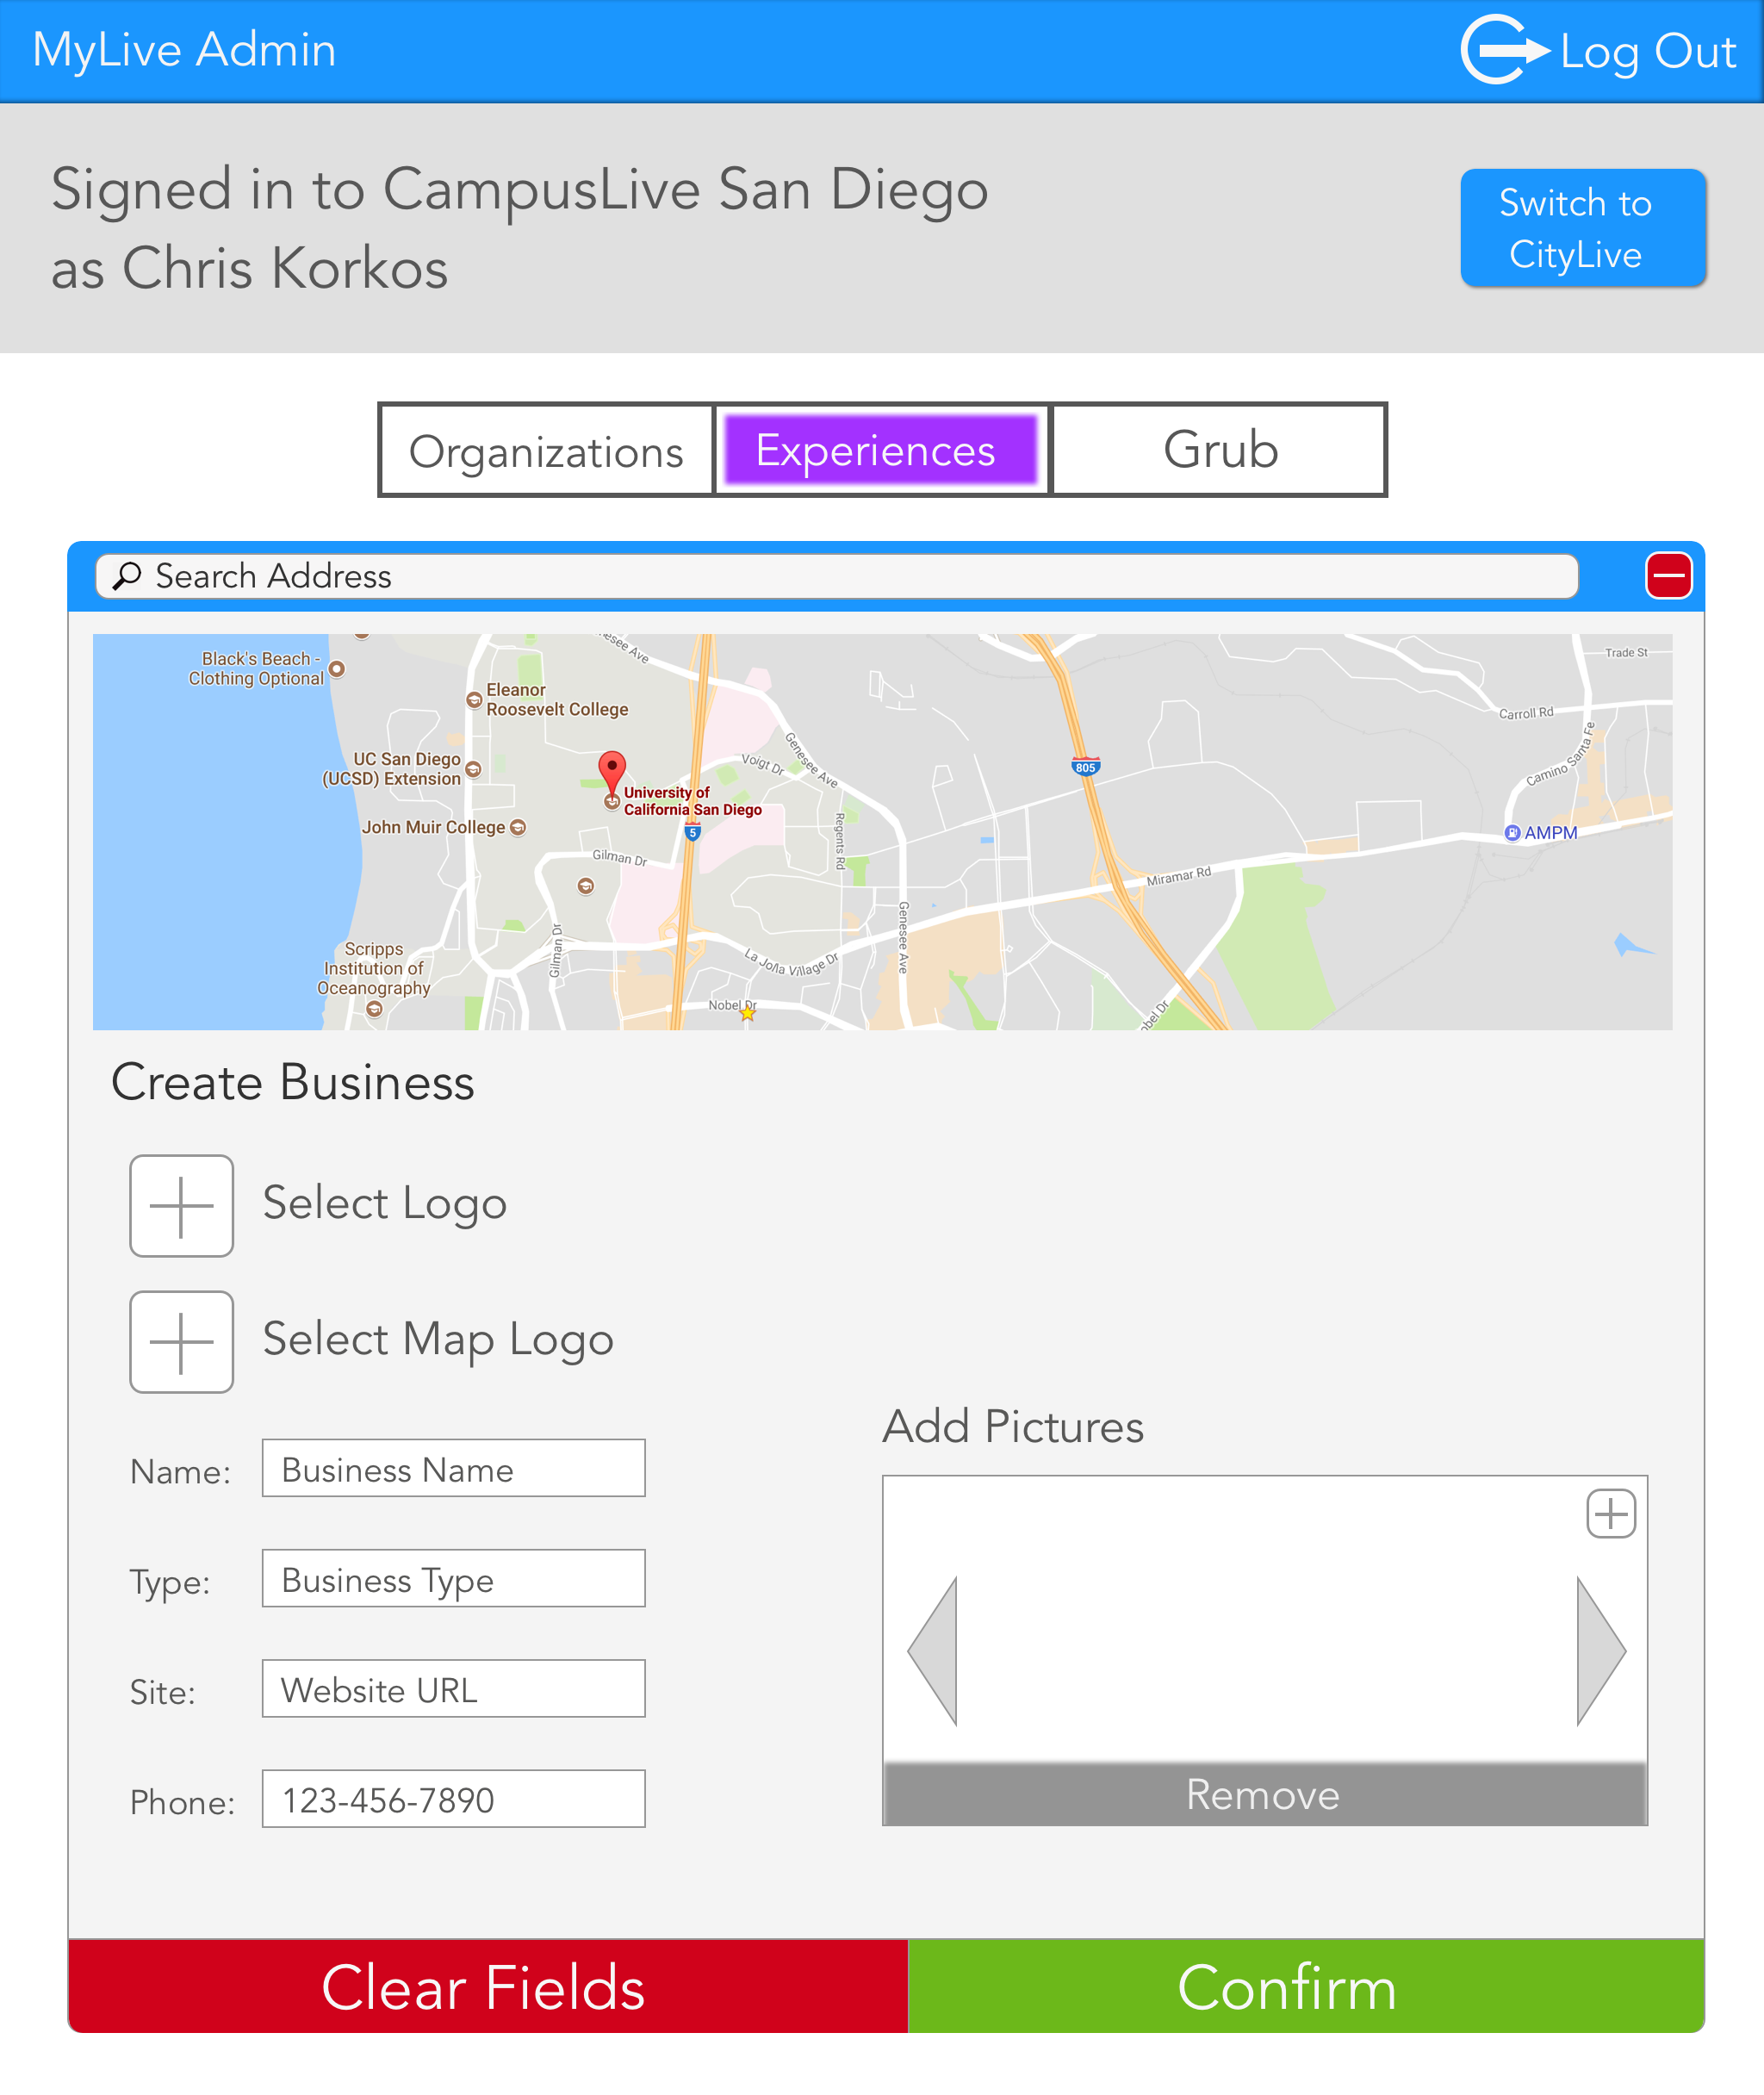 MyLive Admin
Log Out
Signed in to CampusLive San Diego
as Chris Korkos
Switch to
CityLive
Organizations
Experiences
Grub
Search Address
Black's Beach -
Clothing Optional
Eleanor
Roosevelt College
UC San Diego
(UCSD) Extension
John Muir College
University of
California San Diego
Scripps
Institution of
Oceanography
Genesee Ave
Voigt Dr
Regents Rd
5
805
Gilman Dr
Gilman Dr
Genesee Ave
La Jolla Village Dr
Nobel Dr
Miramar Rd
Trade St
Carroll Rd
Camino Santa Fe
AMPM
Create Business
Select Logo
Select Map Logo
Add Pictures
Name:
Business Name
Type:
Business Type
Site:
Website URL
Phone:
123-456-7890
Remove
Clear Fields
Confirm